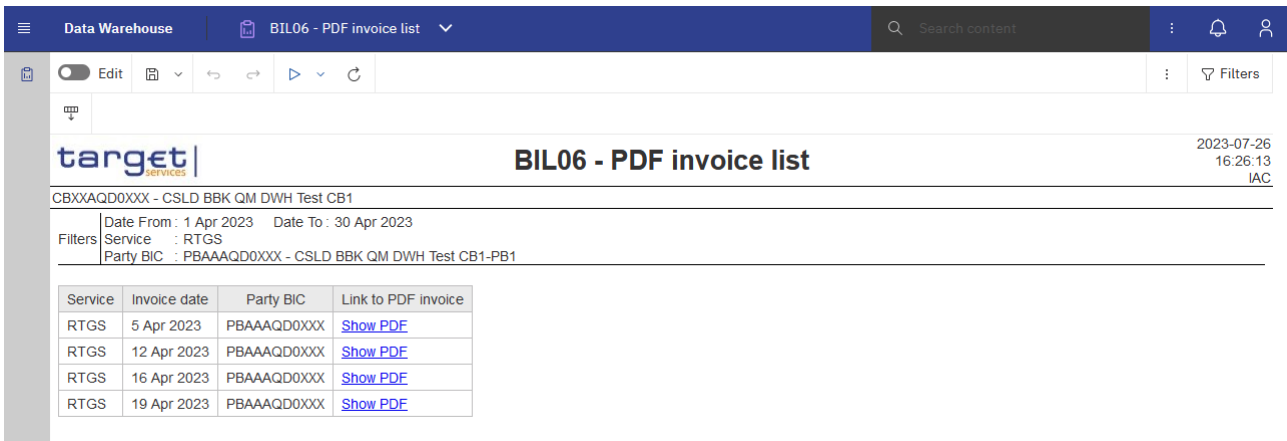 Data Warehouse BIL06 - PDF invoice list Search content
Edit Filters
target services
BIL06 - PDF invoice list
2023-07-26
16:26:13
IAC
CBXXAQD0XXX - CSLD BBK QM DWH Test CB1
Filters
Date From : 1 Apr 2023 Date To : 30 Apr 2023
Service : RTGS
Party BIC : PBAAAQD0XXX - CSLD BBK QM DWH Test CB1-PB1
Service Invoice date Party BIC Link to PDF invoice
RTGS 5 Apr 2023 PBAAAQD0XXX Show PDF
RTGS 12 Apr 2023 PBAAAQD0XXX Show PDF
RTGS 16 Apr 2023 PBAAAQD0XXX Show PDF
RTGS 19 Apr 2023 PBAAAQD0XXX Show PDF